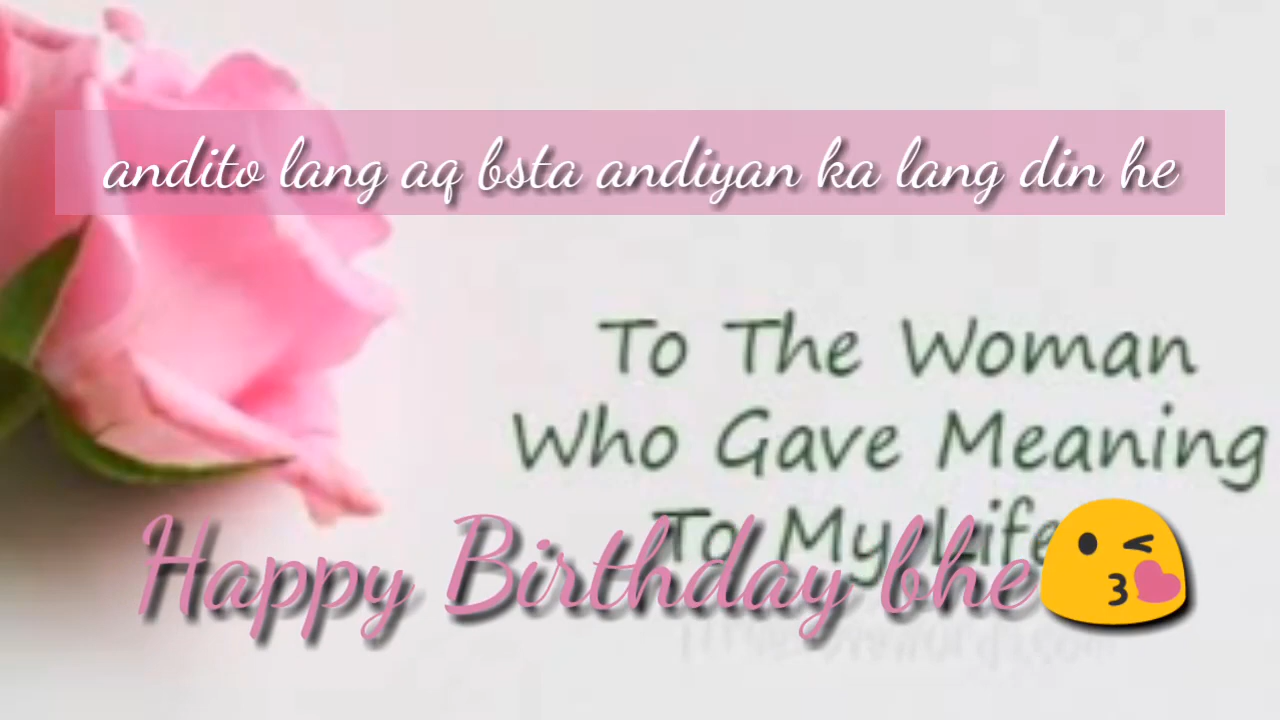 andito lang aq bsta andiyan ka lang din he
To The Woman
Who Gave Meaning
To My Life
Happy Birthday bhe😘